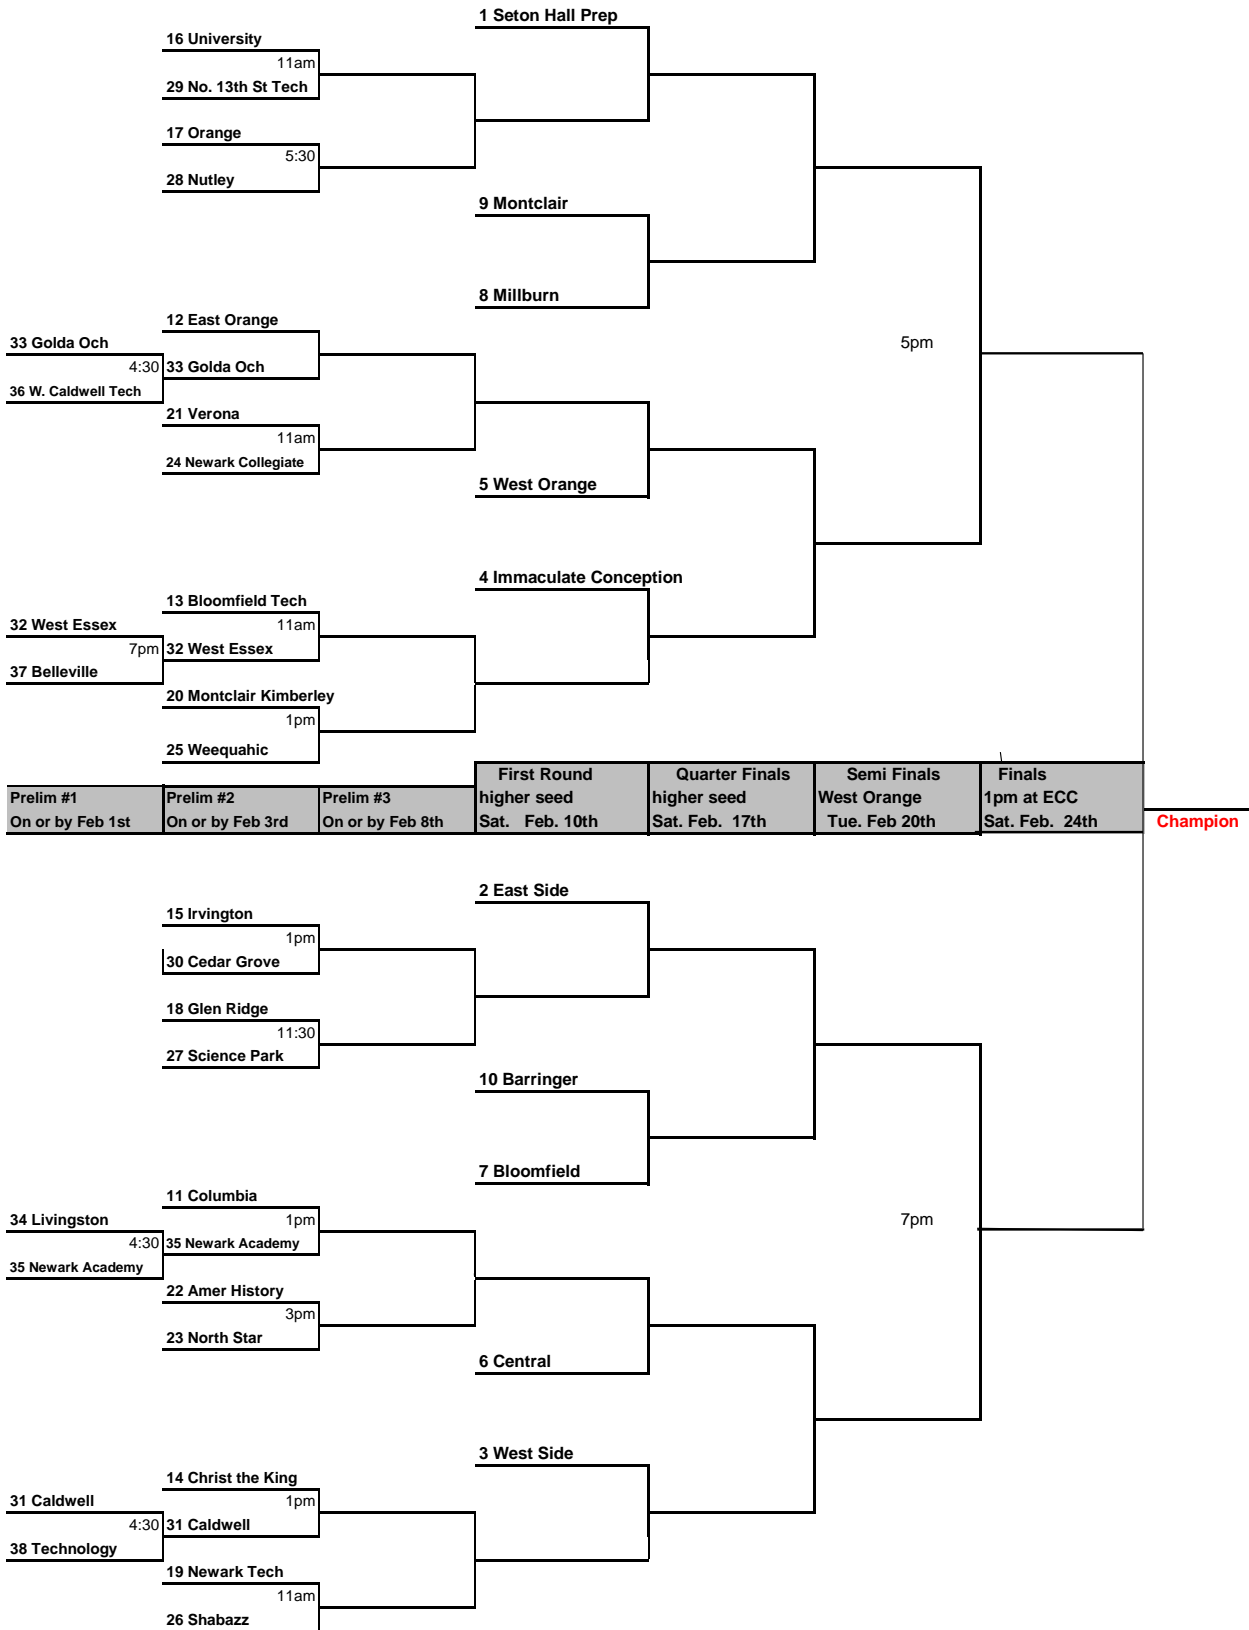 1 Seton Hall Prep
16 University
11am
29 No. 13th St Tech
17 Orange
5:30
28 Nutley
9 Montclair
8 Millburn
12 East Orange
33 Golda Och
5pm
4:30
33 Golda Och
36 W. Caldwell Tech
21 Verona
11am
24 Newark Collegiate
5 West Orange
4 Immaculate Conception
13 Bloomfield Tech
32 West Essex
11am
7pm
32 West Essex
37 Belleville
20 Montclair Kimberley
1pm
25 Weequahic
First Round
Quarter Finals
Semi Finals
Finals
Prelim #1
Prelim #2
Prelim #3
higher seed
higher seed
West Orange
1pm at ECC
On or by Feb 1st
On or by Feb 3rd
On or by Feb 8th
Sat. Feb. 10th
Sat. Feb. 17th
Tue. Feb 20th
Sat. Feb. 24th
Champion
2 East Side
15 Irvington
1pm
30 Cedar Grove
18 Glen Ridge
11:30
27 Science Park
10 Barringer
7 Bloomfield
11 Columbia
34 Livingston
1pm
7pm
4:30
35 Newark Academy
35 Newark Academy
22 Amer History
3pm
23 North Star
6 Central
3 West Side
14 Christ the King
31 Caldwell
1pm
4:30
31 Caldwell
38 Technology
19 Newark Tech
11am
26 Shabazz